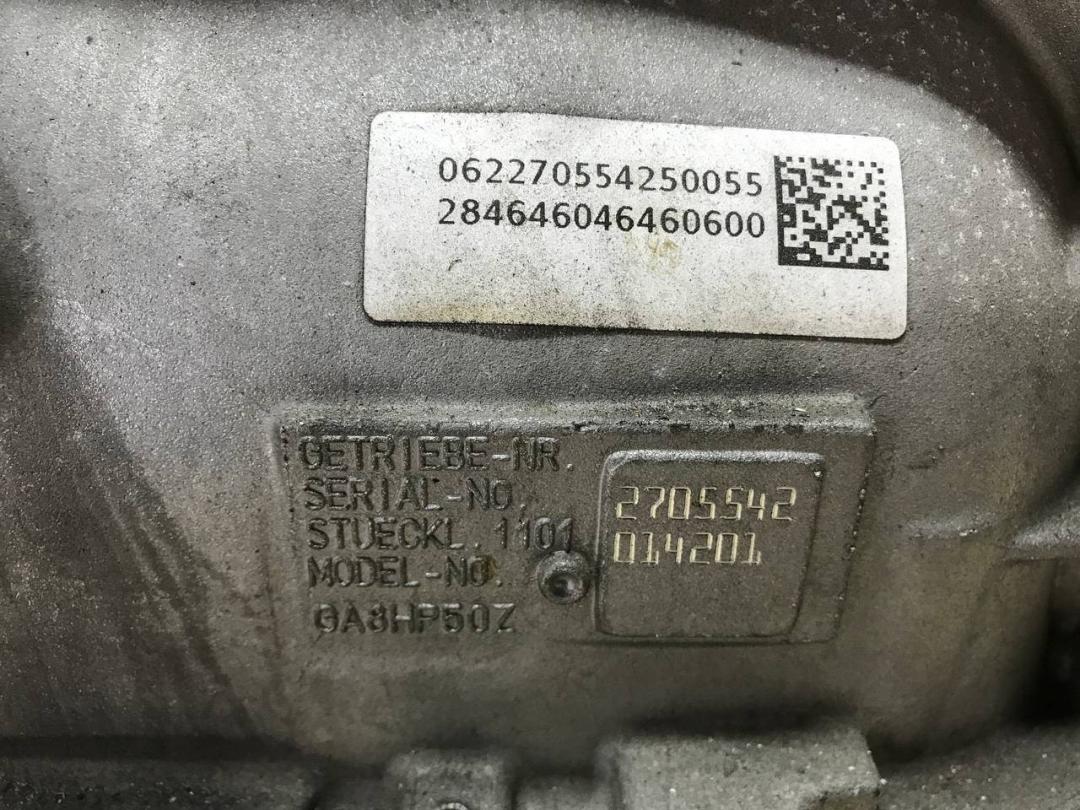 062270554250055
284646046460600
GETRIEBE-NR.
SERIAL-NO.
2705542
STUECKL. 1101
014201
MODEL-NO.
GA8HP50Z